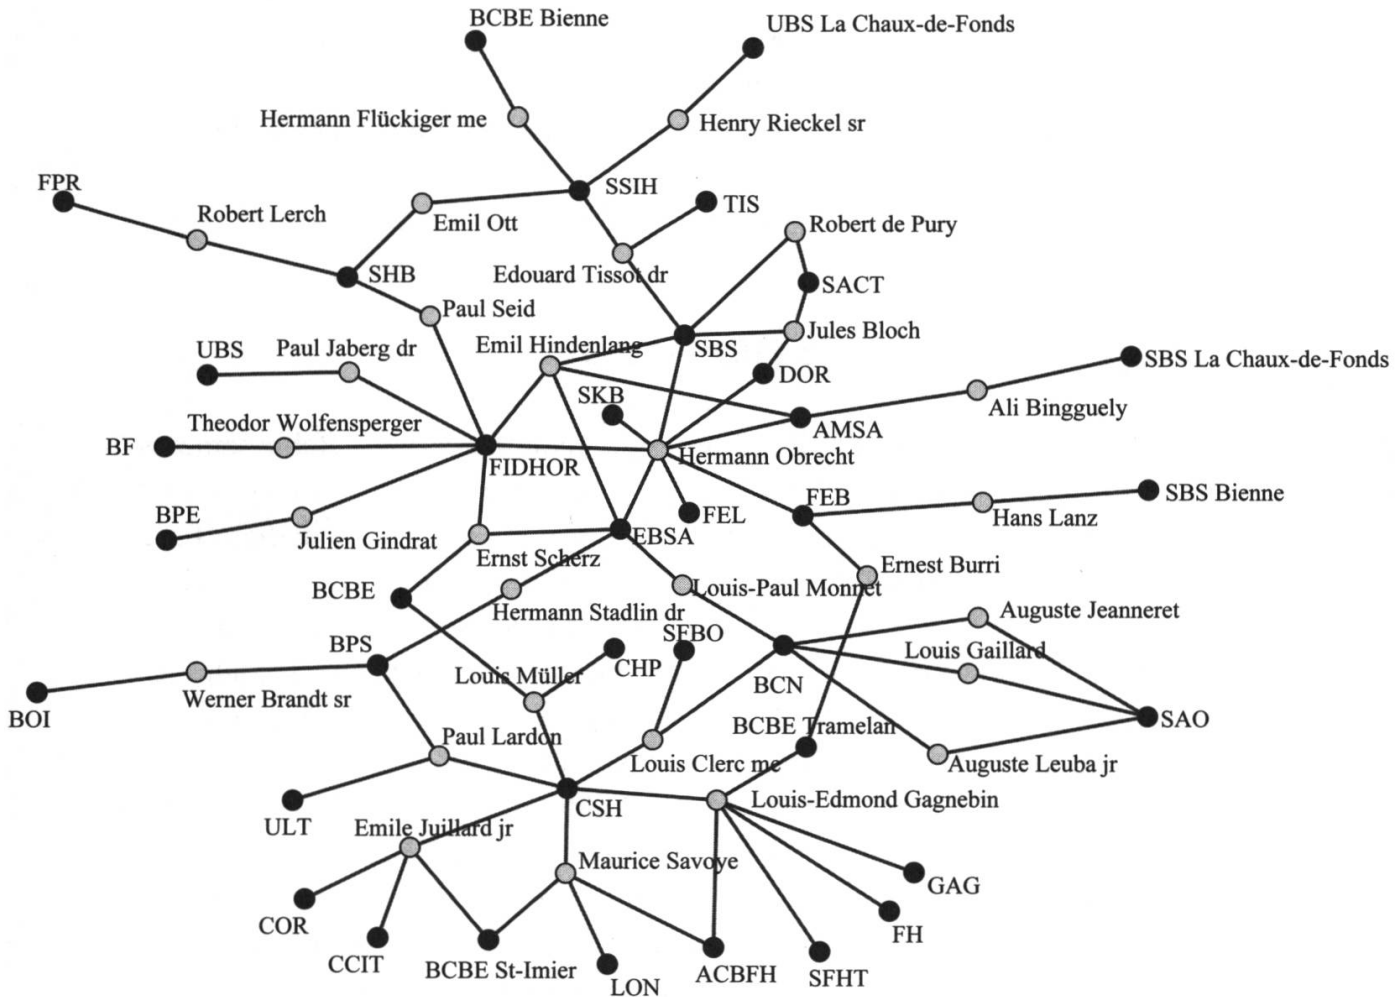 BCBE Bienne
UBS La Chaux-de-Fonds
Hermann Flückiger me
Henry Rieckel sr
FPR
SSIH
TIS
Robert Lerch
Emil Ott
Robert de Pury
SHB
Edouard Tissot dr
SACT
Paul Seid
Jules Bloch
UBS
Paul Jaberg dr
Emil Hindenlang
SBS
SBS La Chaux-de-Fonds
DOR
SKB
Ali Bingguely
Theodor Wolfensperger
AMSA
BF
Hermann Obrecht
FIDHOR
SBS Bienne
FEB
BPE
FEL
Hans Lanz
Julien Gindrat
EBSA
Ernst Scherz
Ernest Burri
BCBE
Louis-Paul Monnet
Hermann Stadlin dr
Auguste Jeanneret
SFBO
BPS
Louis Gaillard
CHP
Louis Müller
BCN
Werner Brandt sr
BOI
SAO
BCBE Tramelan
Paul Lardon
Louis Clerc me
Auguste Leuba jr
Louis-Edmond Gagnebin
CSH
ULT
Emile Juillard jr
Maurice Savoye
GAG
COR
FH
CCIT
BCBE St-Imier
ACBFH
SFHT
LON